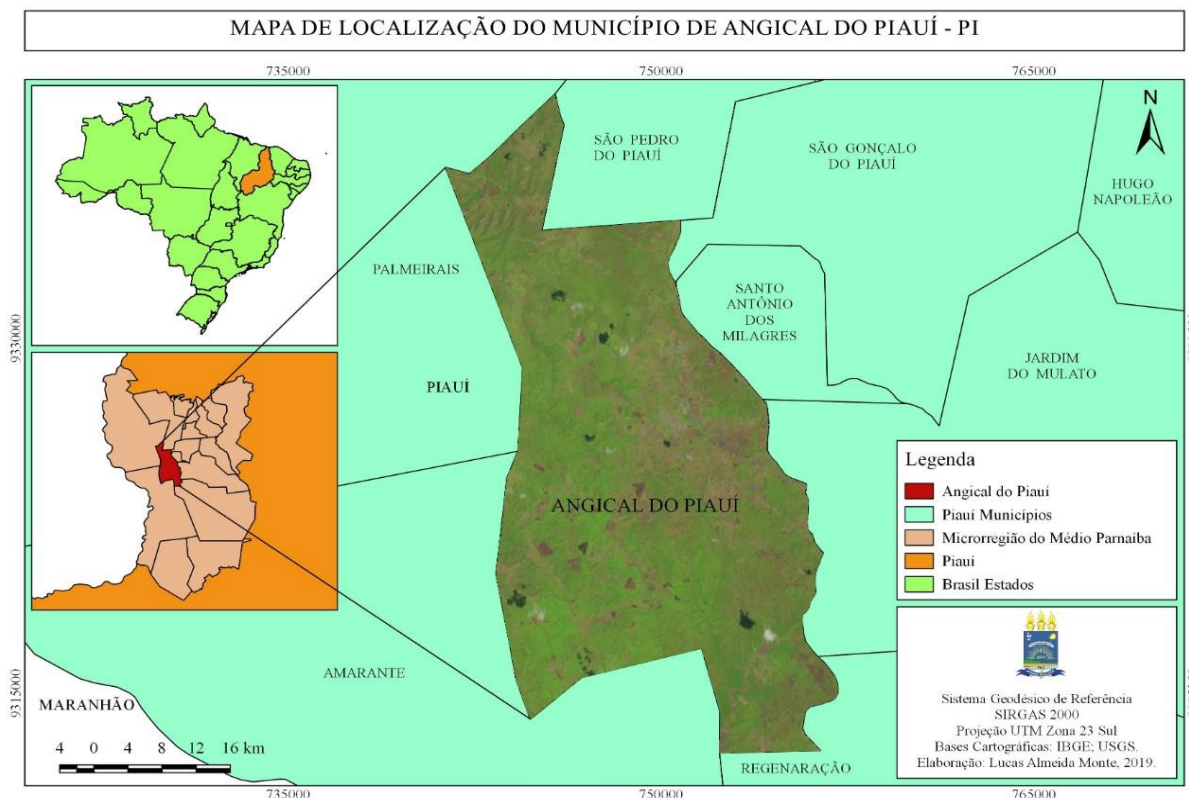 MAPA DE LOCALIZAÇÃO DO MUNICÍPIO DE ANGICAL DO PIAUÍ - PI
735000
750000
765000
N
SÃO PEDRO
DO PIAUÍ
SÃO GONÇALO
DO PIAUÍ
HUGO
NAPOLEÃO
PALMEIRAIS
SANTO
ANTÔNIO
DOS
MILAGRES
9330000
JARDIM
DO MULATO
PIAUÍ
ANGICAL DO PIAUÍ
Legenda
Angical do Piauí
Piauí Municípios
Microrregião do Médio Parnaiba
Piauí
Brasil Estados
AMARANTE
MARANHÃO
9315000
4 0 4 8 12 16 km
REGENARAÇÃO
Sistema Geodésico de Referência
SIRGAS 2000
Projeção UTM Zona 23 Sul
Bases Cartográficas: IBGE; USGS.
Elaboração: Lucas Almeida Monte, 2019.
735000
750000
765000